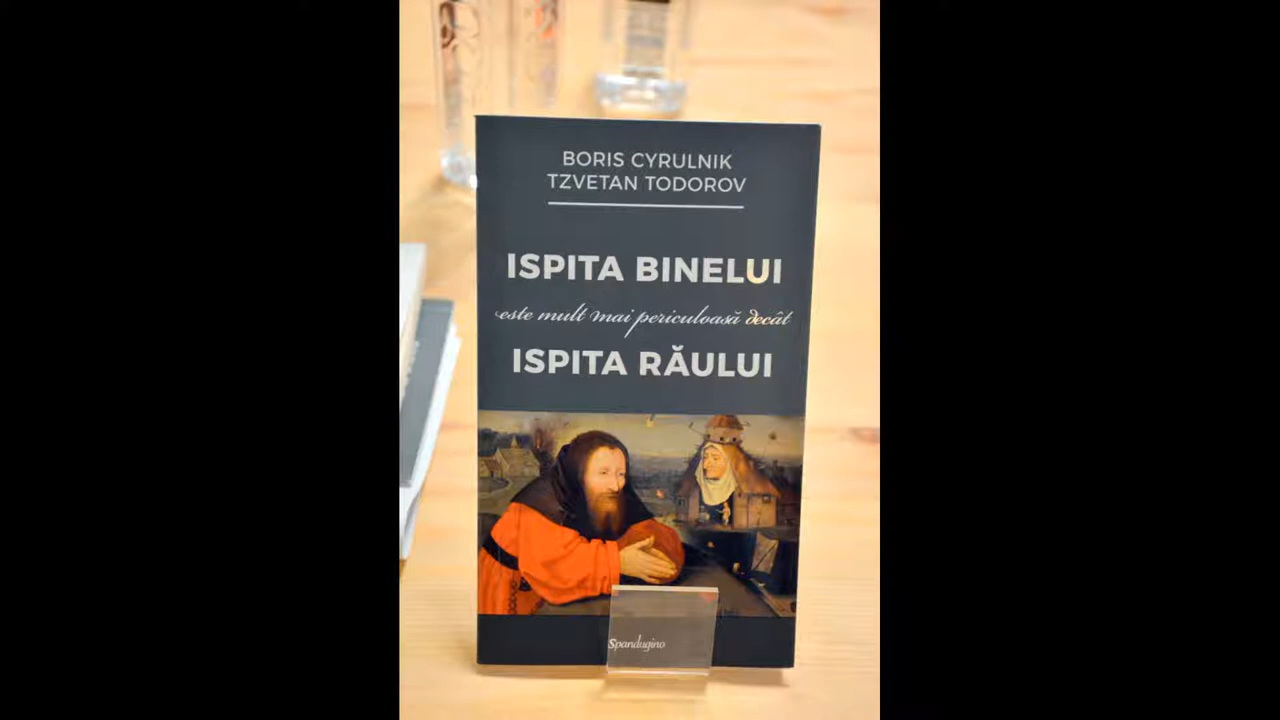 BORIS CYRULNIK
TZVETAN TODOROV
ISPITA BINELUI
este mult mai periculoasă decât
ISPITA RĂULUI
Spandugino